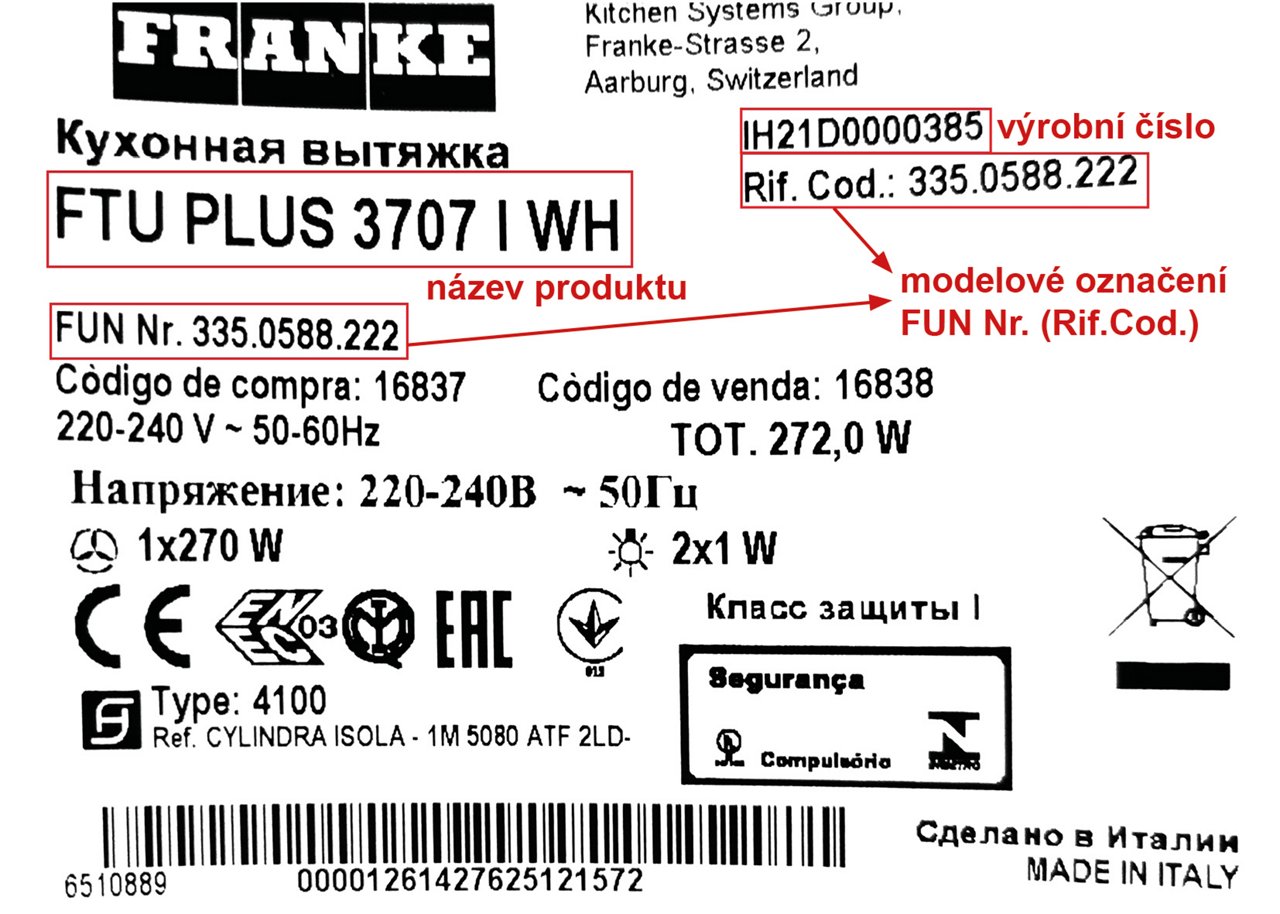 FRANKE
Kitchen Systems Group,
Franke-Strasse 2,
Aarburg, Switzerland
Кухонная вытяжка
IH21D0000385 výrobní číslo
Rif. Cod.: 335.0588.222
FTU PLUS 3707 I WH
název produktu
modelové označení
FUN Nr. (Rif.Cod.)
FUN Nr. 335.0588.222
Còdigo de compra: 16837 Còdigo de venda: 16838
220-240 V ~ 50-60Hz TOT. 272,0 W
Напряжение: 220-240В ~ 50Гц
1x270 W 2x1 W
CE ENEC 03 EAC
Класс защиты I
Segurança
Compulsório
Type: 4100
Ref. CYLINDRA ISOLA - 1M 5080 ATF 2LD-
Сделано в Италии
MADE IN ITALY
6510889 00001261427625121572